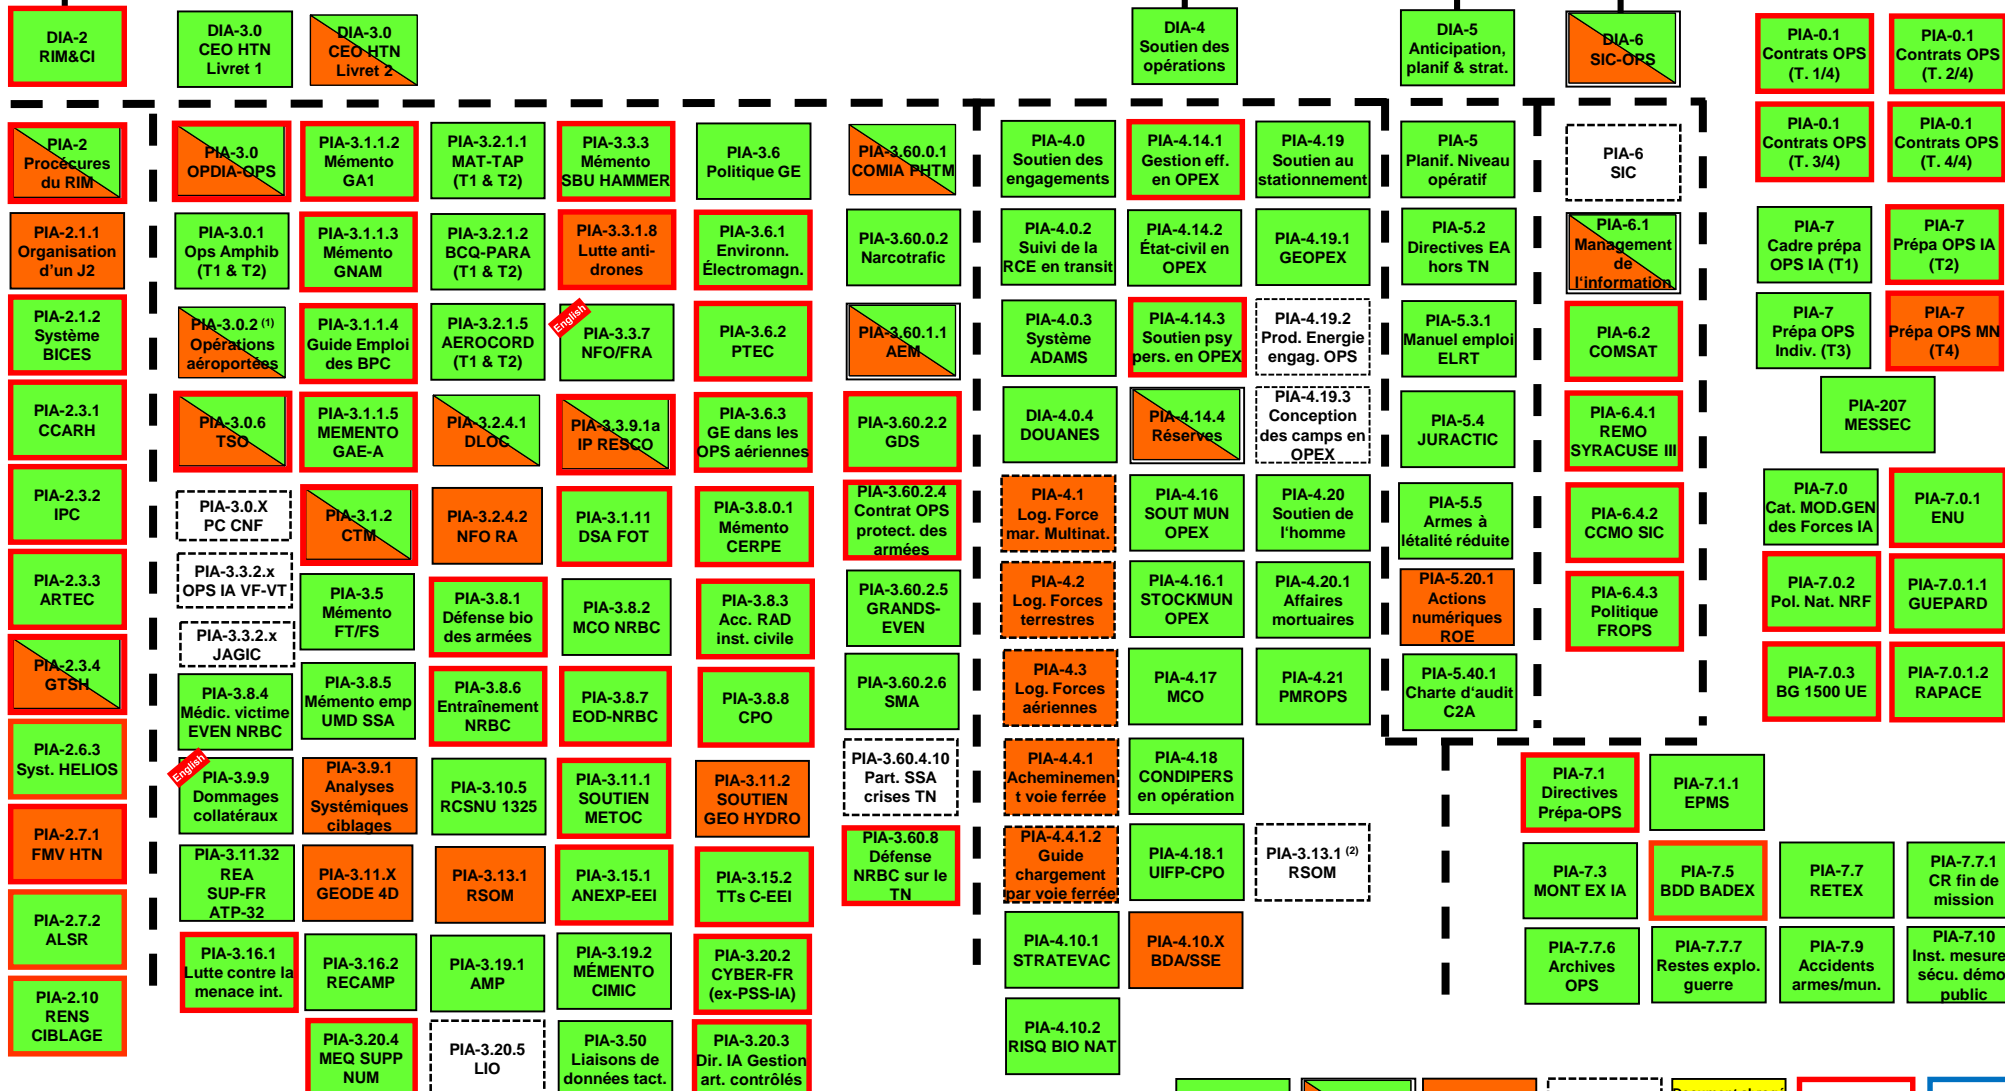 DIA-2
RIM&CI
DIA-3.0
CEO HTN
Livret 1
DIA-3.0
CEO HTN
Livret 2
DIA-4
Soutien des
opérations
DIA-5
Anticipation,
planif & strat.
DIA-6
SIC-OPS
PIA-0.1
Contrats OPS
(T. 1/4)
PIA-0.1
Contrats OPS
(T. 2/4)
PIA-0.1
Contrats OPS
(T. 3/4)
PIA-0.1
Contrats OPS
(T. 4/4)
PIA-2
Procécures
du RIM
PIA-2.1.1
Organisation
d'un J2
PIA-2.1.2
Système
BICES
PIA-2.3.1
CCARH
PIA-2.3.2
IPC
PIA-2.3.3
ARTEC
PIA-2.3.4
GTSH
PIA-2.6.3
Syst. HELIOS
PIA-2.7.1
FMV HTN
PIA-2.7.2
ALSR
PIA-2.10
RENS
CIBLAGE
PIA-3.0
OPDIA-OPS
PIA-3.1.1.2
Mémento
GA1
PIA-3.2.1.1
MAT-TAP
(T1 & T2)
PIA-3.3.3
Mémento
SBU HAMMER
PIA-3.6
Politique GE
PIA-3.60.0.1
COMIA PHTM
PIA-3.0.1
Ops Amphib
(T1 & T2)
PIA-3.1.1.3
Mémento
GNAM
PIA-3.2.1.2
BCQ-PARA
(T1 & T2)
PIA-3.3.1.8
Lutte anti-
drones
PIA-3.6.1
Environn.
Électromagn.
PIA-3.60.0.2
Narcotrafic
PIA-3.0.2 (1)
Opérations
aéroportées
PIA-3.1.1.4
Guide Emploi
des BPC
PIA-3.2.1.5
AEROCORD
(T1 & T2)
English
PIA-3.3.7
NFO/FRA
PIA-3.6.2
PTEC
PIA-3.60.1.1
AEM
PIA-3.0.6
TSO
PIA-3.1.1.5
MEMENTO
GAE-A
PIA-3.2.4.1
DLOC
PIA-3.3.9.1a
IP RESCO
PIA-3.6.3
GE dans les
OPS aériennes
PIA-3.60.2.2
GDS
PIA-3.0.X
PC CNF
PIA-3.1.2
CTM
PIA-3.2.4.2
NFO RA
PIA-3.1.11
DSA FOT
PIA-3.8.0.1
Mémento
CERPE
PIA-3.60.2.4
Contrat OPS
protect. des
armées
PIA-3.3.2.x
OPS IA VF-VT
PIA-3.5
Mémento
FT/FS
PIA-3.8.1
Défense bio
des armées
PIA-3.8.2
MCO NRBC
PIA-3.8.3
Acc. RAD
inst. civile
PIA-3.60.2.5
GRANDS-
EVEN
PIA-3.3.2.x
JAGIC
PIA-3.8.4
Médic. victime
EVEN NRBC
PIA-3.8.5
Mémento emp
UMD SSA
PIA-3.8.6
Entraînement
NRBC
PIA-3.8.7
EOD-NRBC
PIA-3.8.8
CPO
PIA-3.60.2.6
SMA
English
PIA-3.9.9
Dommages
collatéraux
PIA-3.9.1
Analyses
Systémiques
ciblages
PIA-3.10.5
RCSNU 1325
PIA-3.11.1
SOUTIEN
METOC
PIA-3.11.2
SOUTIEN
GEO HYDRO
PIA-3.60.4.10
Part. SSA
crises TN
PIA-3.11.32
REA
SUP-FR
ATP-32
PIA-3.11.X
GEODE 4D
PIA-3.13.1
RSOM
PIA-3.15.1
ANEXP-EEI
PIA-3.15.2
TTs C-EEI
PIA-3.60.8
Défense
NRBC sur le
TN
PIA-3.16.1
Lutte contre la
menace int.
PIA-3.16.2
RECAMP
PIA-3.19.1
AMP
PIA-3.19.2
MÉMENTO
CIMIC
PIA-3.20.2
CYBER-FR
(ex-PSS-IA)
PIA-3.20.4
MEQ SUPP
NUM
PIA-3.20.5
LIO
PIA-3.50
Liaisons de
données tact.
PIA-3.20.3
Dir. IA Gestion
art. contrôlés
PIA-4.0
Soutien des
engagements
PIA-4.14.1
Gestion eff.
en OPEX
PIA-4.19
Soutien au
stationnement
PIA-4.0.2
Suivi de la
RCE en transit
PIA-4.14.2
État-civil en
OPEX
PIA-4.19.1
GEOPEX
PIA-4.0.3
Système
ADAMS
PIA-4.14.3
Soutien psy
pers. en OPEX
PIA-4.19.2
Prod. Energie
engag. OPS
DIA-4.0.4
DOUANES
PIA-4.14.4
Réserves
PIA-4.19.3
Conception
des camps en
OPEX
PIA-4.1
Log. Force
mar. Multinat.
PIA-4.16
SOUT MUN
OPEX
PIA-4.20
Soutien de
l'homme
PIA-4.2
Log. Forces
terrestres
PIA-4.16.1
STOCKMUN
OPEX
PIA-4.20.1
Affaires
mortuaires
PIA-4.3
Log. Forces
aériennes
PIA-4.17
MCO
PIA-4.21
PMROPS
PIA-4.4.1
Acheminemen
t voie ferrée
PIA-4.18
CONDIPERS
en opération
PIA-4.4.1.2
Guide
chargement
par voie ferrée
PIA-4.18.1
UIFP-CPO
PIA-3.13.1 (2)
RSOM
PIA-4.10.1
STRATEVAC
PIA-4.10.X
BDA/SSE
PIA-4.10.2
RISQ BIO NAT
PIA-5
Planif. Niveau
opératif
PIA-5.2
Directives EA
hors TN
PIA-5.3.1
Manuel emploi
ELRT
PIA-5.4
JURACTIC
PIA-5.5
Armes à
létalité réduite
PIA-5.20.1
Actions
numériques
ROE
PIA-5.40.1
Charte d'audit
C2A
PIA-6
SIC
PIA-6.1
Management
de
l'information
PIA-6.2
COMSAT
PIA-6.4.1
REMO
SYRACUSE III
PIA-6.4.2
CCMO SIC
PIA-6.4.3
Politique
FROPS
PIA-7
Cadre prépa
OPS IA (T1)
PIA-7
Prépa OPS IA
(T2)
PIA-7
Prépa OPS
Indiv. (T3)
PIA-7
Prépa OPS MN
(T4)
PIA-207
MESSEC
PIA-7.0
Cat. MOD.GEN
des Forces IA
PIA-7.0.1
ENU
PIA-7.0.2
Pol. Nat. NRF
PIA-7.0.1.1
GUEPARD
PIA-7.0.3
BG 1500 UE
PIA-7.0.1.2
RAPACE
PIA-7.1
Directives
Prépa-OPS
PIA-7.1.1
EPMS
PIA-7.3
MONT EX IA
PIA-7.5
BDD BADEX
PIA-7.7
RETEX
PIA-7.7.1
CR fin de
mission
PIA-7.7.6
Archives
OPS
PIA-7.7.7
Restes explo.
guerre
PIA-7.9
Accidents
armes/mun.
PIA-7.10
Inst. mesure
sécu. démo
public